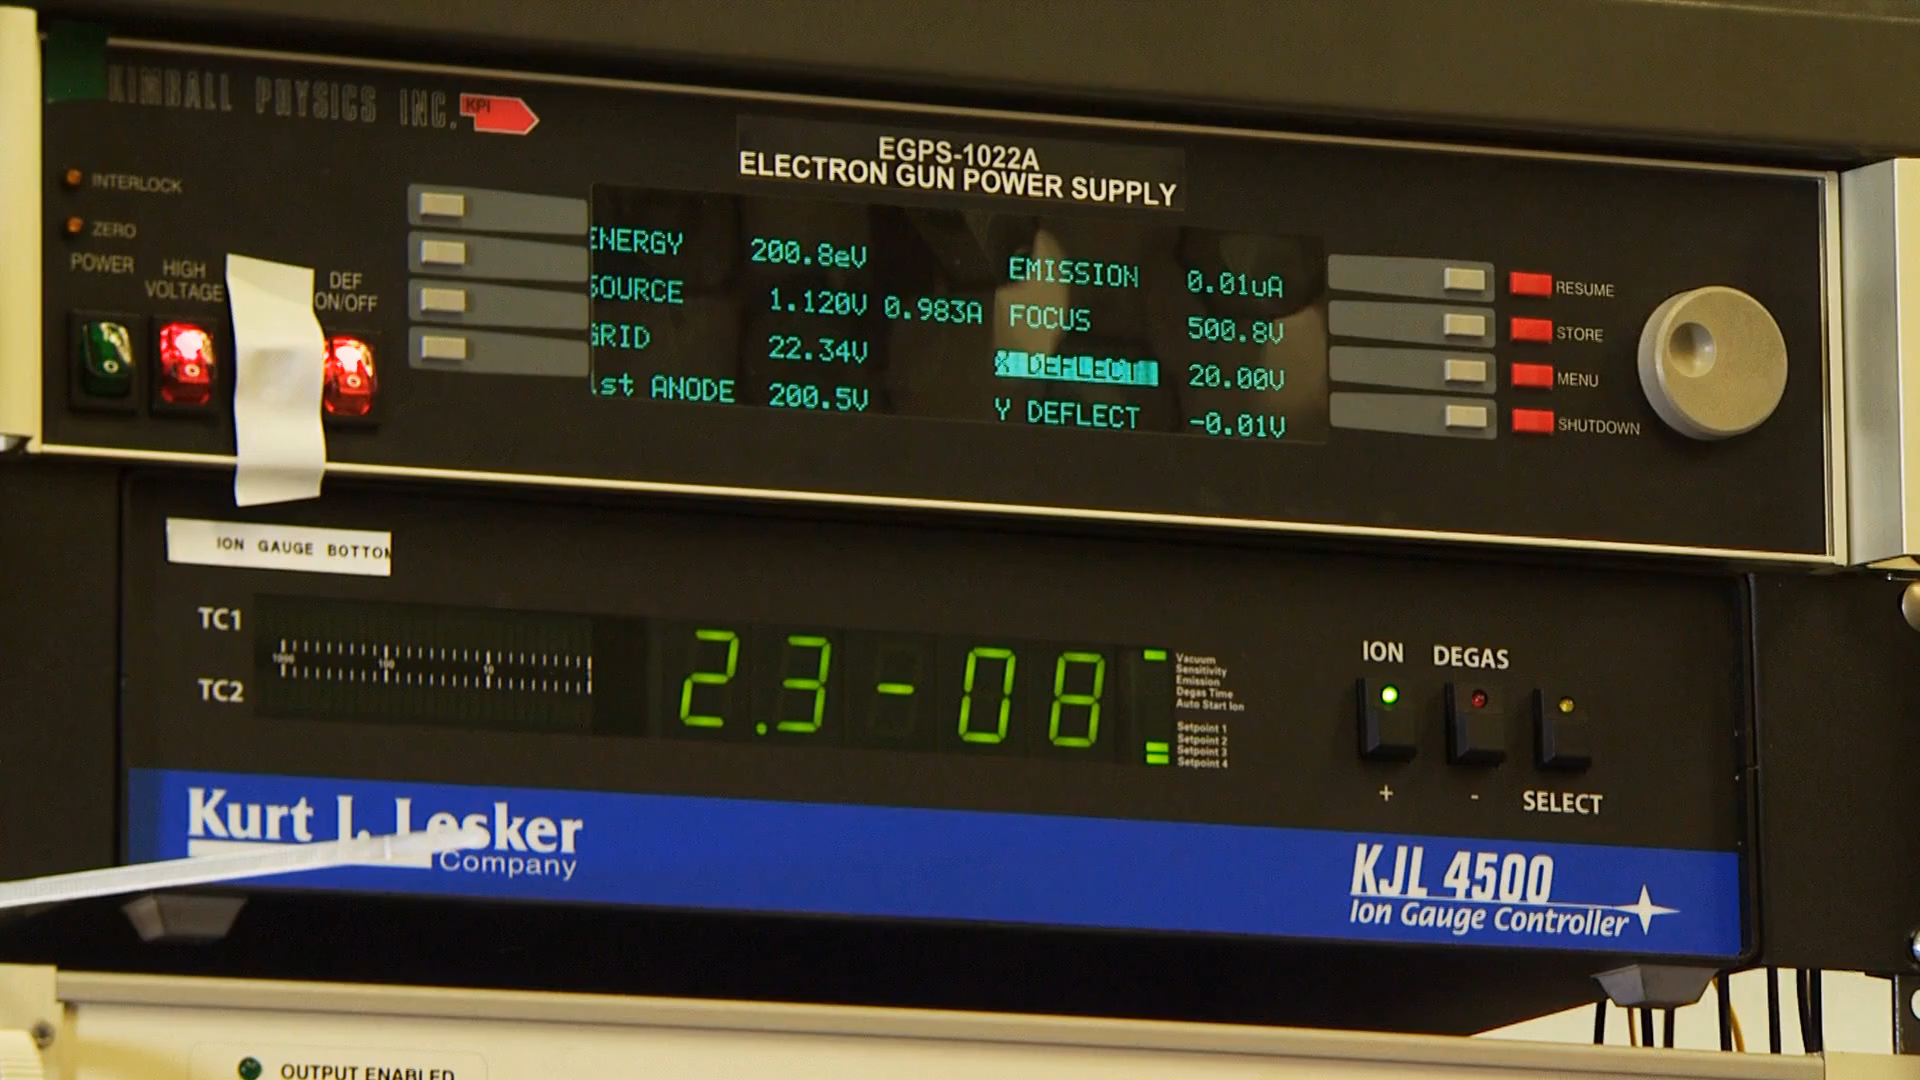 KIMBALL PHYSICS INC. KPI
EGPS-1022A
ELECTRON GUN POWER SUPPLY
INTERLOCK
ZERO
POWER
HIGH
VOLTAGE
DEF
ON/OFF
ENERGY 200.8eV
SOURCE 1.120V 0.983A
GRID 22.34V
1st ANODE 200.5V
EMISSION 0.01uA
FOCUS 500.8V
X DEFLECT 20.00V
Y DEFLECT -0.01V
RESUME
STORE
MENU
SHUTDOWN
ION GAUGE BOTTOM
TC1
TC2
1000 100 10
2.3-08
Vacuum
Sensitivity
Emission
Degas Time
Auto Start Ion
Setpoint 1
Setpoint 2
Setpoint 3
Setpoint 4
ION DEGAS
+ - SELECT
Kurt J. Lesker
Company
KJL 4500
Ion Gauge Controller
OUTPUT ENABLED